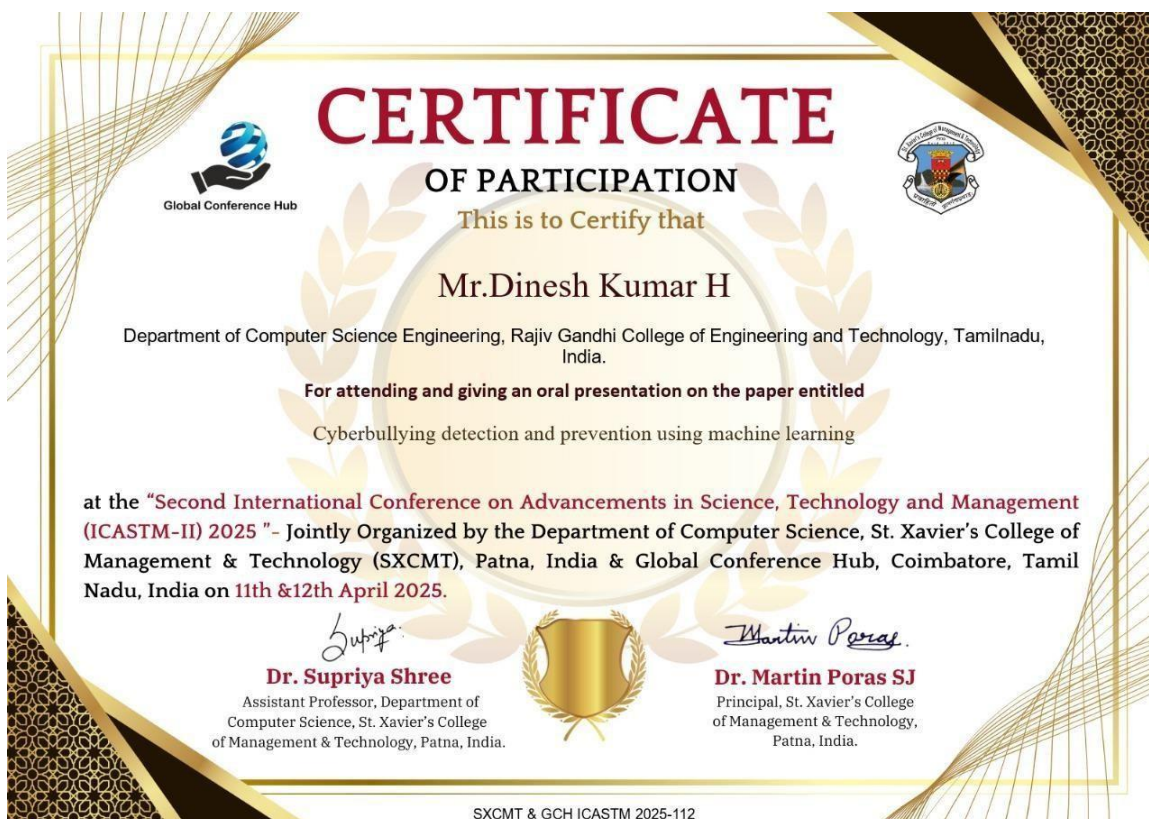 CERTIFICATE
OF PARTICIPATION
Global Conference Hub
St. Xavier's College of Management & Technology
This is to Certify that
Mr.Dinesh Kumar H
Department of Computer Science Engineering, Rajiv Gandhi College of Engineering and Technology, Tamilnadu,
India.
For attending and giving an oral presentation on the paper entitled
Cyberbullying detection and prevention using machine learning
at the “Second International Conference on Advancements in Science, Technology and Management
(ICASTM-II) 2025 ”- Jointly Organized by the Department of Computer Science, St. Xavier’s College of
Management & Technology (SXCMT), Patna, India & Global Conference Hub, Coimbatore, Tamil
Nadu, India on 11th &12th April 2025.
Supriya.
Martin Poras.
Dr. Supriya Shree
Assistant Professor, Department of
Computer Science, St. Xavier’s College
of Management & Technology, Patna, India.
Dr. Martin Poras SJ
Principal, St. Xavier’s College
of Management & Technology,
Patna, India.
SXCMT & GCH ICASTM 2025-112